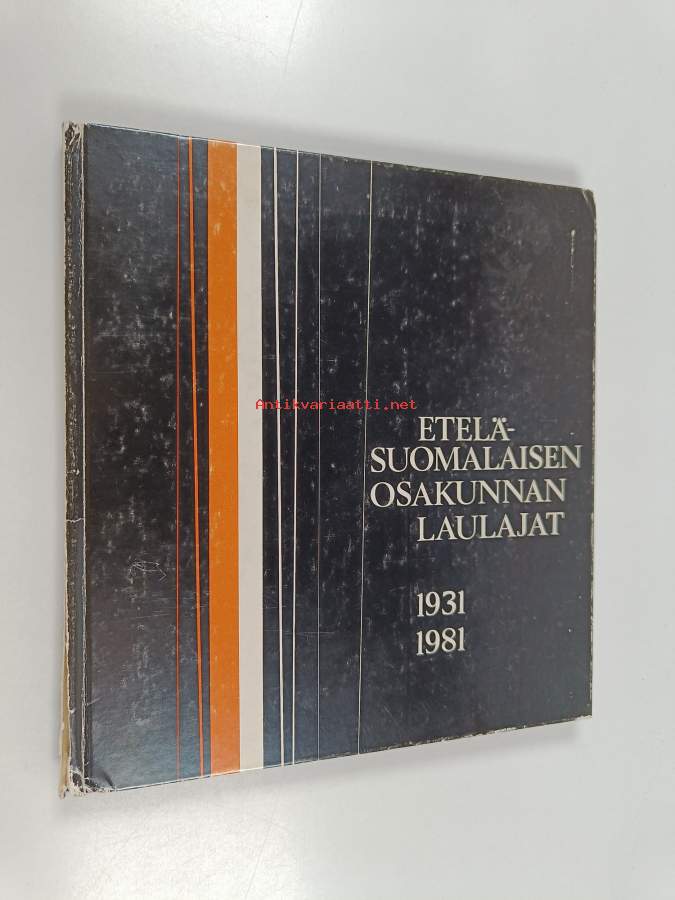 Antikvariaatti.net
ETELÄ-
SUOMALAISEN
OSAKUNNAN
LAULAJAT
1931
1981